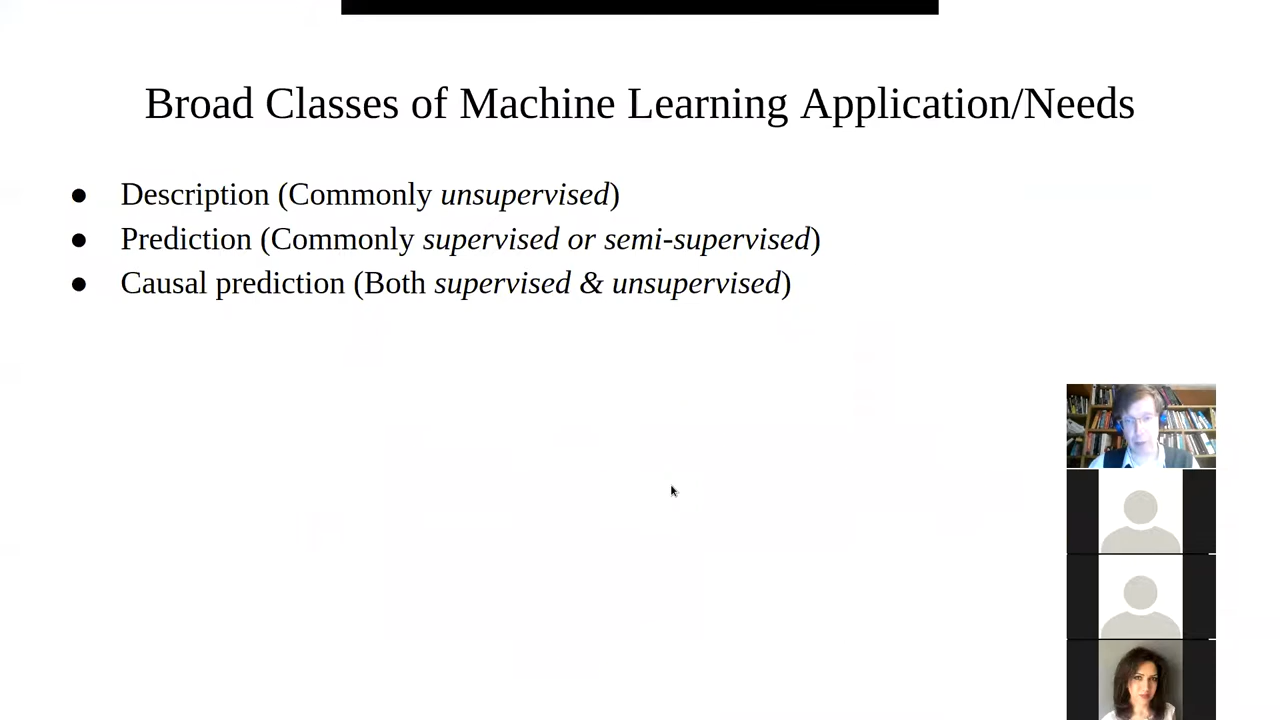 Broad Classes of Machine Learning Application/Needs
● Description (Commonly unsupervised)
● Prediction (Commonly supervised or semi-supervised)
● Causal prediction (Both supervised & unsupervised)